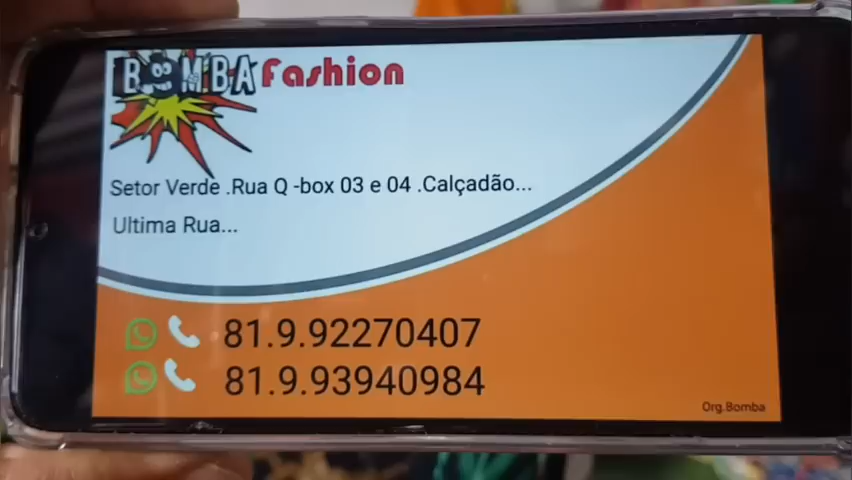 BOMBA Fashion
Setor Verde .Rua Q -box 03 e 04 .Calçadão...
Ultima Rua...
81.9.92270407
81.9.93940984
Org.Bomba